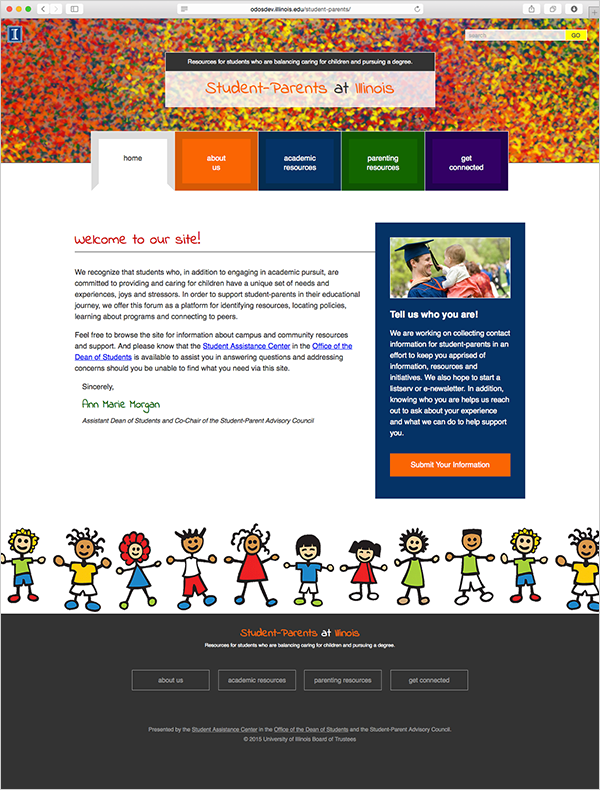 odosdev.illinois.edu/student-parents/
I
search
GO
Resources for students who are balancing caring for children and pursuing a degree.
Student-Parents at Illinois
home
about
us
academic
resources
parenting
resources
get
connected
Welcome to our site!
We recognize that students who, in addition to engaging in academic pursuit, are
committed to providing and caring for children have a unique set of needs and
experiences, joys and stressors. In order to support student-parents in their educational
journey, we offer this forum as a platform for identifying resources, locating policies,
learning about programs and connecting to peers.
Feel free to browse the site for information about campus and community resources
and support. And please know that the Student Assistance Center in the Office of the
Dean of Students is available to assist you in answering questions and addressing
concerns should you be unable to find what you need via this site.
Sincerely,
Ann Marie Morgan
Assistant Dean of Students and Co-Chair of the Student-Parent Advisory Council
Tell us who you are!
We are working on collecting contact
information for student-parents in an
effort to keep you apprised of
information, resources and
initiatives. We also hope to start a
listserv or e-newsletter. In addition,
knowing who you are helps us reach
out to ask about your experience
and what we can do to help support
you.
Submit Your Information
Student-Parents at Illinois
Resources for students who are balancing caring for children and pursuing a degree.
about us
academic resources
parenting resources
get connected
Presented by the Student Assistance Center in the Office of the Dean of Students and the Student-Parent Advisory Council.
© 2015 University of Illinois Board of Trustees